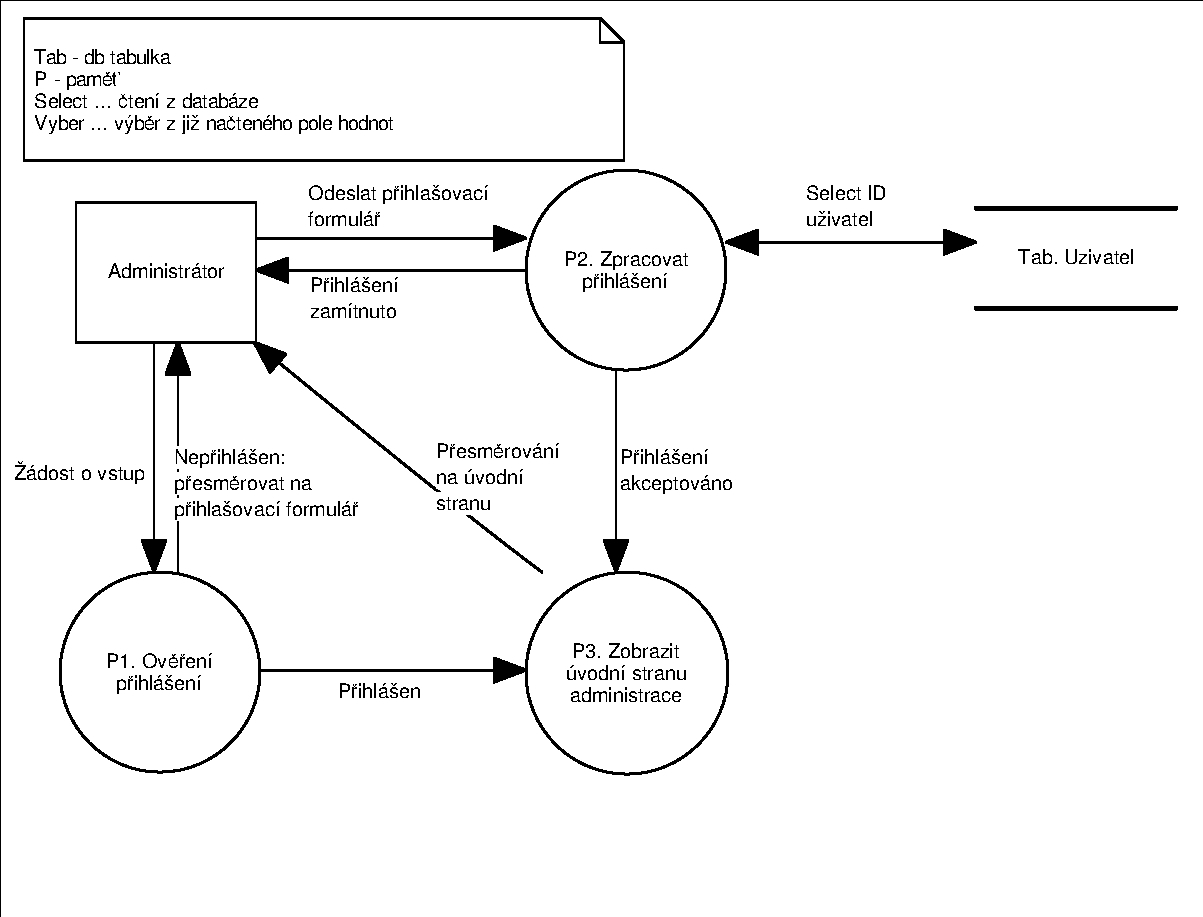 Tab - db tabulka
P - paměť
Select ... čtení z databáze
Vyber ... výběr z již načteného pole hodnot
Odeslat přihlašovací
formulář
Select ID
uživatel
Administrátor
P2. Zpracovat
přihlášení
Tab. Uzivatel
Přihlášení
zamítnuto
Žádost o vstup
Nepřihlášen:
přesměrovat na
přihlašovací formulář
Přesměrování
na úvodní
stranu
Přihlášení
akceptováno
P1. Ověření
přihlášení
Přihlášen
P3. Zobrazit
úvodní stranu
administrace